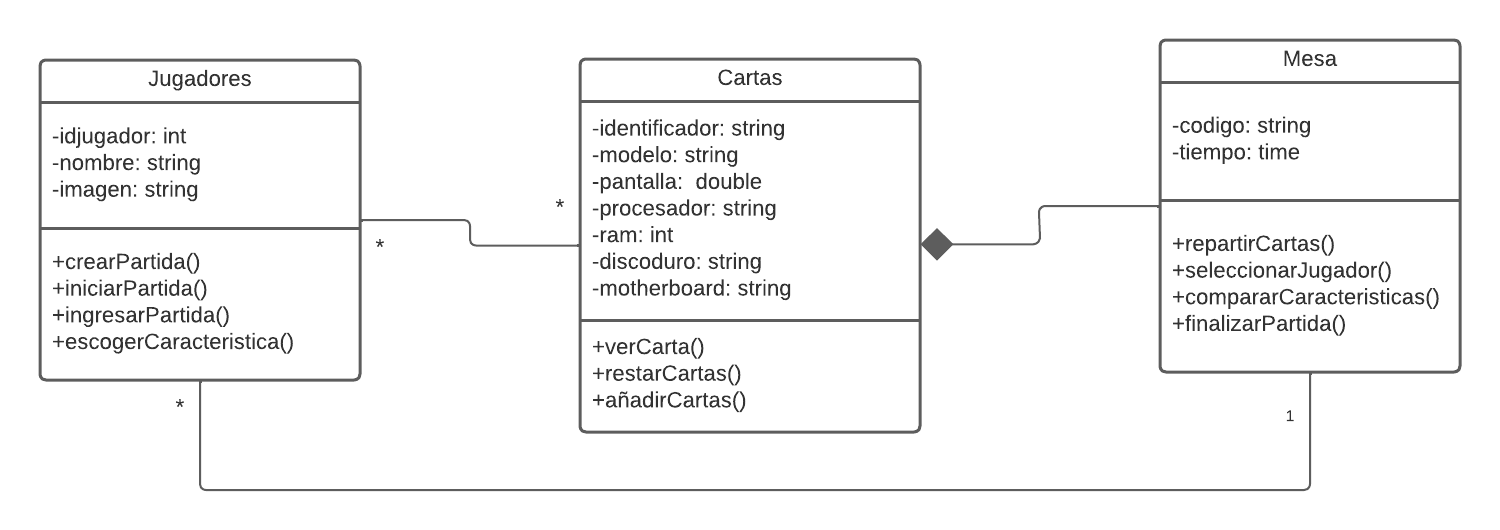 Jugadores
-idjugador: int
-nombre: string
-imagen: string
+crearPartida()
+iniciarPartida()
+ingresarPartida()
+escogerCaracteristica()
*
*
*
Cartas
-identificador: string
-modelo: string
-pantalla:  double
-procesador: string
-ram: int
-discoduro: string
-motherboard: string
+verCarta()
+restarCartas()
+añadirCartas()
Mesa
-codigo: string
-tiempo: time
+repartirCartas()
+seleccionarJugador()
+compararCaracteristicas()
+finalizarPartida()
1